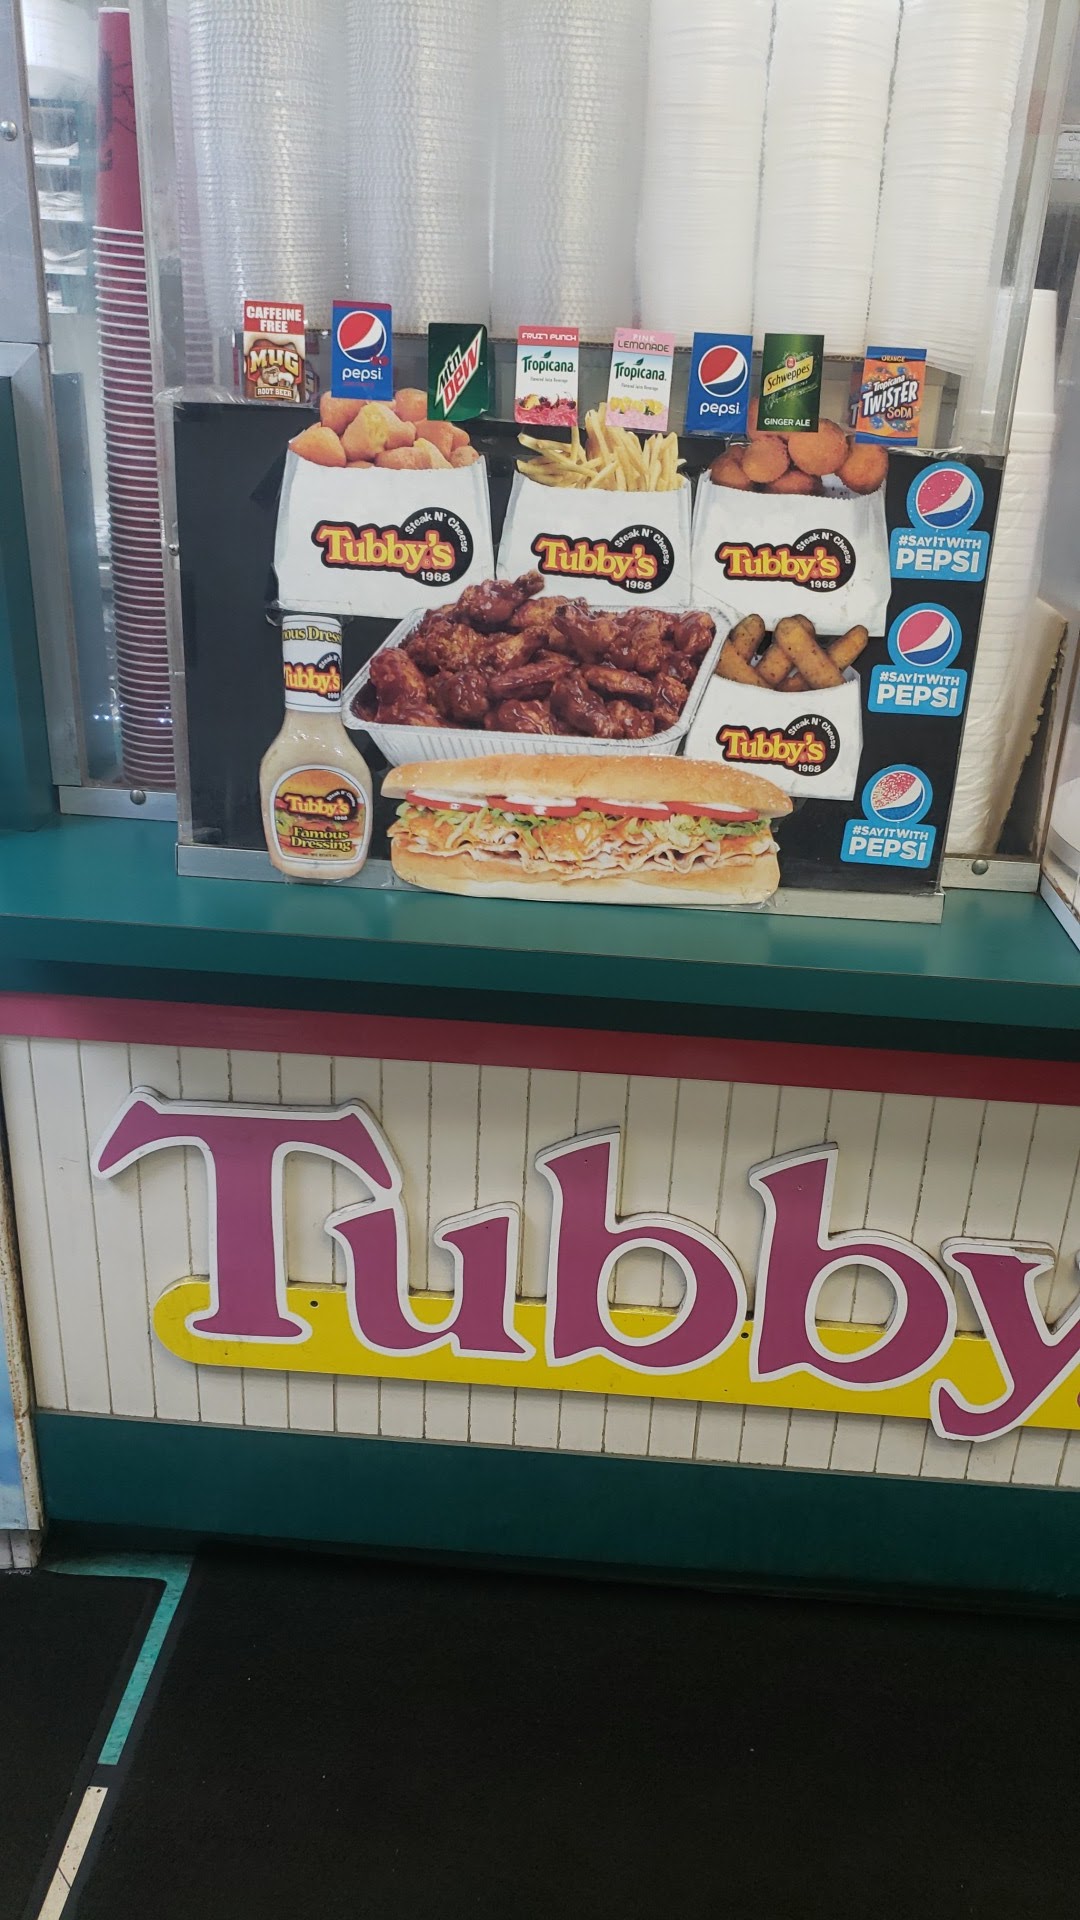 CAFFEINE
FREE
MUG
ROOT BEER
pepsi
mtn
DEW
FRUIT PUNCH
Tropicana
PINK
LEMONADE
Tropicana
pepsi
Schweppes
GINGER ALE
ORANGE
Tropicana
TWISTER
SODA
Tubby's
Steak N' Cheese
1968
Tubby's
Steak N' Cheese
1968
Tubby's
Steak N' Cheese
1968
#SAYITWITH
PEPSI
#SAYITWITH
PEPSI
#SAYITWITH
PEPSI
ous Dres
Tubby's
Tubby's
Steak N' Cheese
1968
Tubby's
Famous
Dressing
Tubby